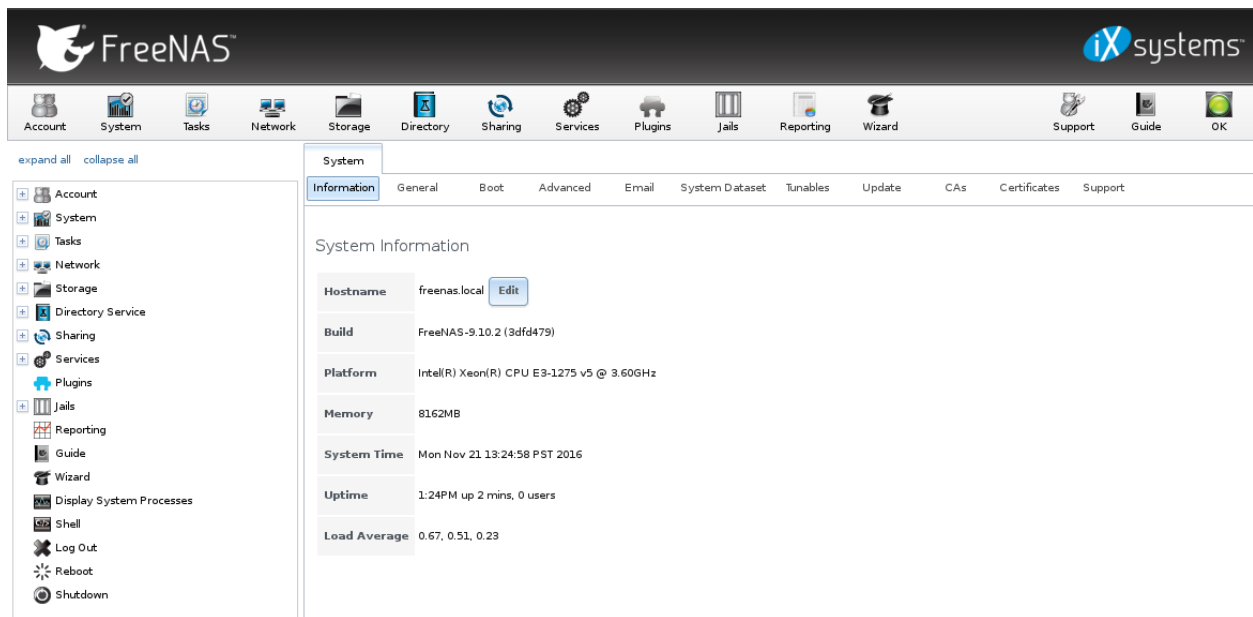 FreeNAS™
iXsystems™
Account System Tasks Network Storage Directory Sharing Services Plugins Jails Reporting Wizard Support Guide OK
expand all collapse all
Account
System
Tasks
Network
Storage
Directory Service
Sharing
Services
Plugins
Jails
Reporting
Guide
Wizard
Display System Processes
Shell
Log Out
Reboot
Shutdown
System
Information General Boot Advanced Email System Dataset Tunables Update CAs Certificates Support
System Information
Hostname freenas.local Edit
Build FreeNAS-9.10.2 (3dfd479)
Platform Intel(R) Xeon(R) CPU E3-1275 v5 @ 3.60GHz
Memory 8162MB
System Time Mon Nov 21 13:24:58 PST 2016
Uptime 1:24PM up 2 mins, 0 users
Load Average 0.67, 0.51, 0.23